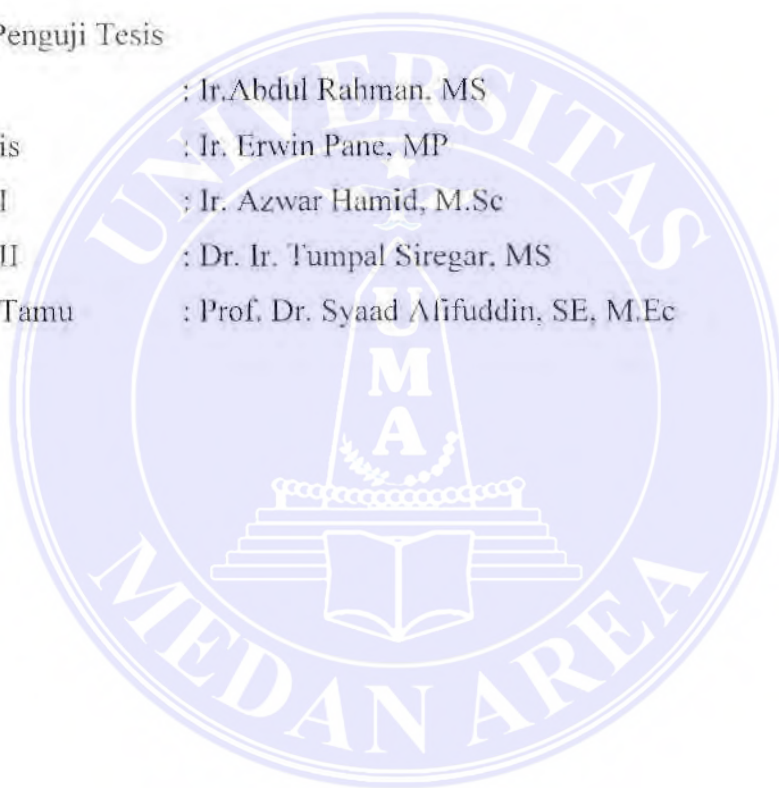 Penguji Tesis
: Ir.Abdul Rahman. MS
is : Ir. Erwin Pane, MP
I : Ir. Azwar Hamid, M.Sc
II : Dr. Ir. Tumpal Siregar, MS
Tamu : Prof. Dr. Syaad Afifuddin, SE, M.Ec
UNIVERSITAS
U
M
A
MEDAN AREA